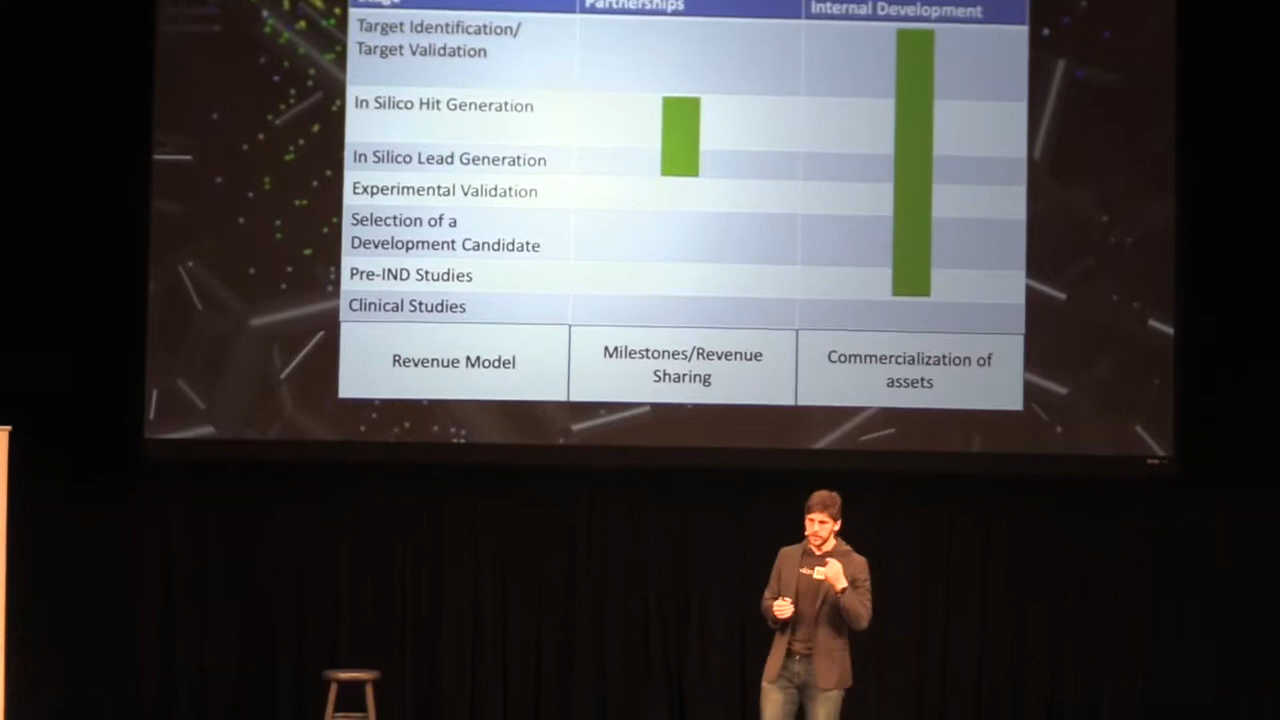 Stage
Partnerships
Internal Development
Target Identification/
Target Validation
In Silico Hit Generation
In Silico Lead Generation
Experimental Validation
Selection of a
Development Candidate
Pre-IND Studies
Clinical Studies
Revenue Model
Milestones/Revenue
Sharing
Commercialization of
assets